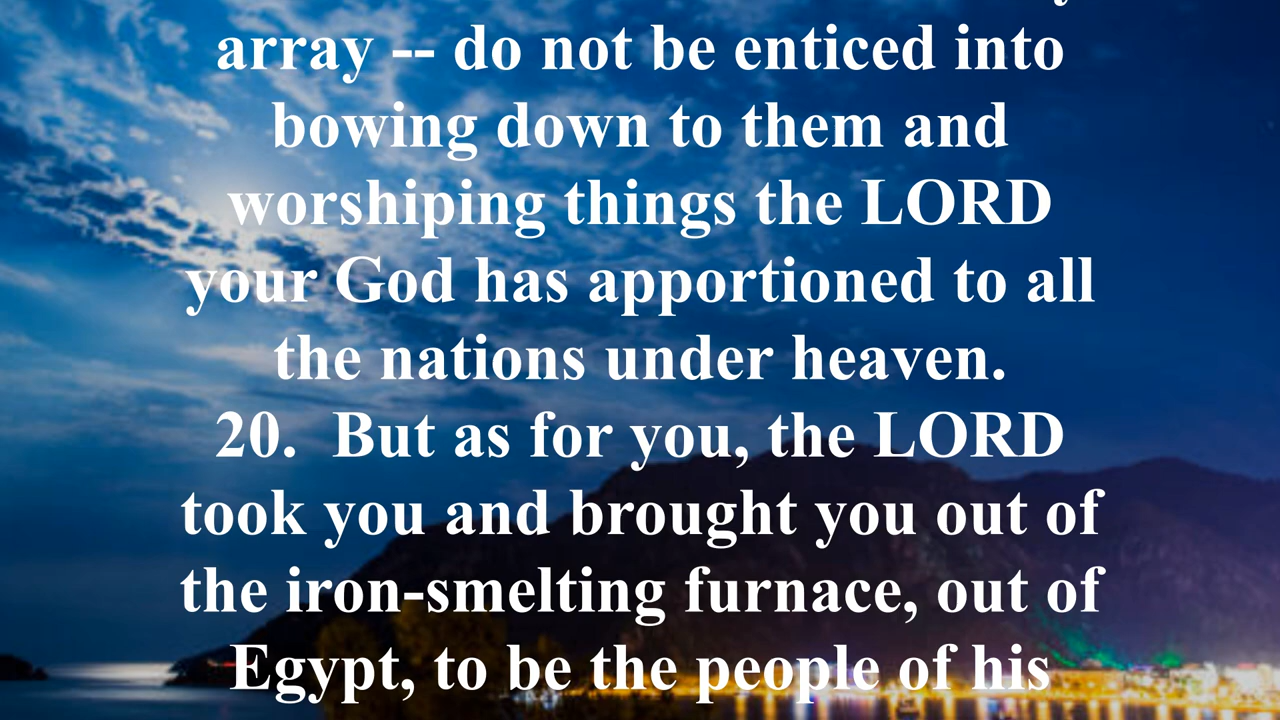 array -- do not be enticed into
bowing down to them and
worshiping things the LORD
your God has apportioned to all
the nations under heaven.
20.  But as for you, the LORD
took you and brought you out of
the iron-smelting furnace, out of
Egypt, to be the people of his